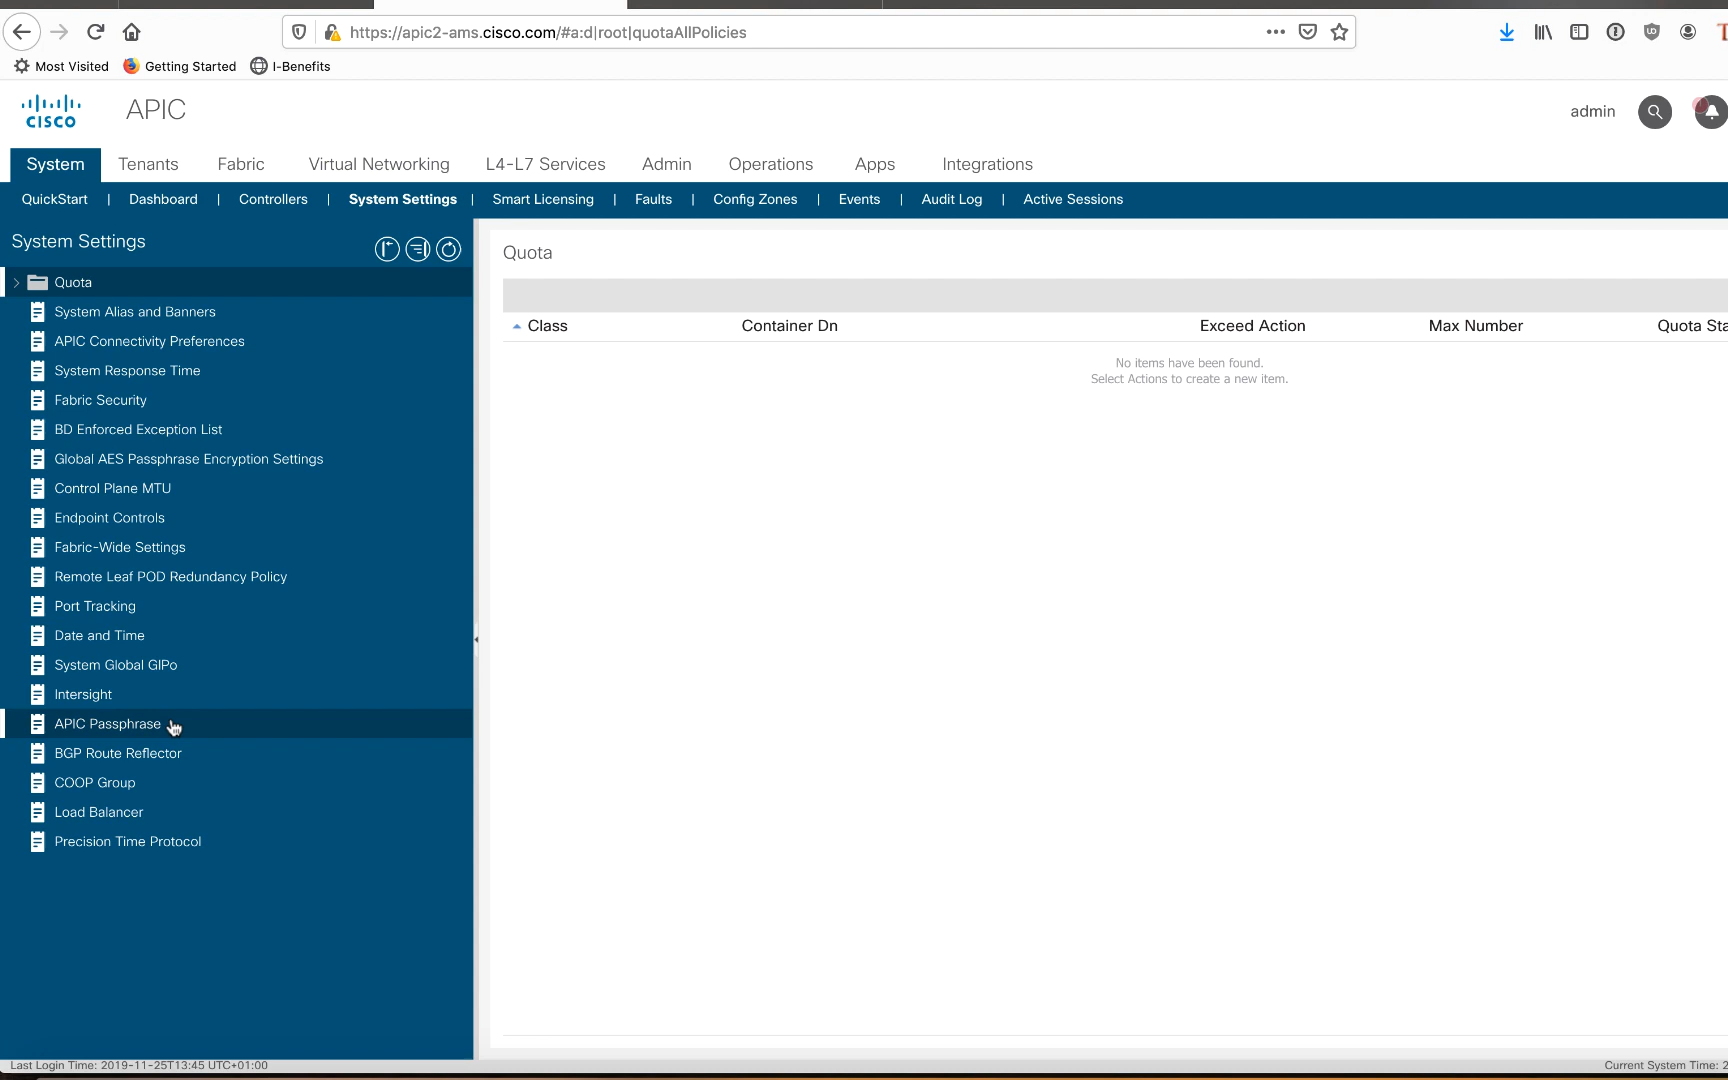 https://apic2-ams.cisco.com/#a:d|root|quotaAllPolicies
Most Visited Getting Started I-Benefits
cisco APIC admin
System Tenants Fabric Virtual Networking L4-L7 Services Admin Operations Apps Integrations
QuickStart | Dashboard | Controllers | System Settings | Smart Licensing | Faults | Config Zones | Events | Audit Log | Active Sessions
System Settings
Quota
System Alias and Banners
APIC Connectivity Preferences
System Response Time
Fabric Security
BD Enforced Exception List
Global AES Passphrase Encryption Settings
Control Plane MTU
Endpoint Controls
Fabric-Wide Settings
Remote Leaf POD Redundancy Policy
Port Tracking
Date and Time
System Global GIPo
Intersight
APIC Passphrase
BGP Route Reflector
COOP Group
Load Balancer
Precision Time Protocol
Quota
Class Container Dn Exceed Action Max Number Quota Sta
No items have been found.
Select Actions to create a new item.
Last Login Time: 2019-11-25T13:45 UTC+01:00
Current System Time: 2